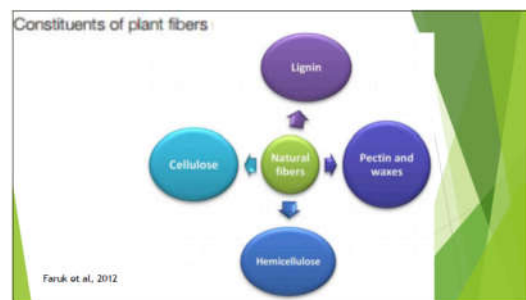 Constituents of plant fibers
Lignin
Cellulose
Natural
fibers
Pectin and
waxes
Hemicellulose
Faruk et al, 2012